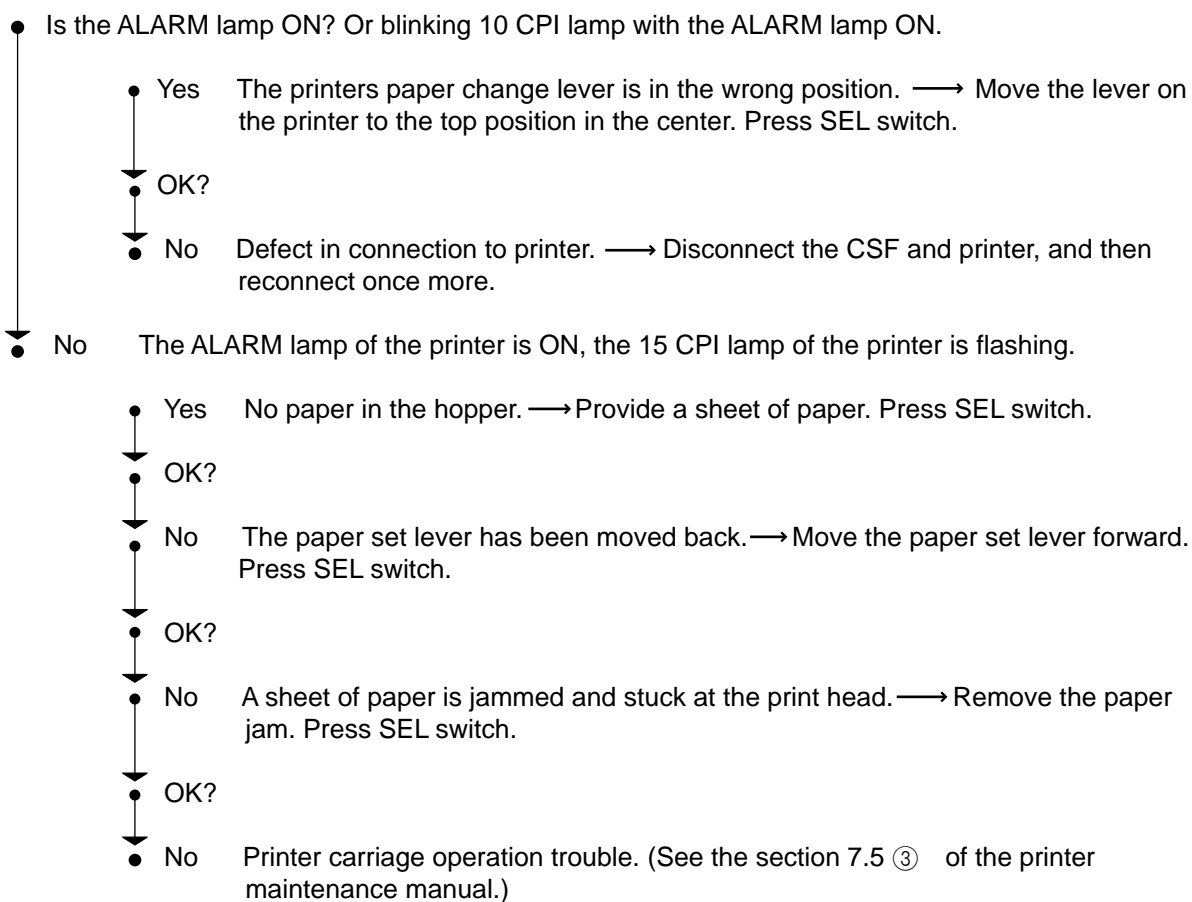 Is the ALARM lamp ON? Or blinking 10 CPI lamp with the ALARM lamp ON.
Yes The printers paper change lever is in the wrong position. ⟶ Move the lever on
the printer to the top position in the center. Press SEL switch.
OK?
No Defect in connection to printer. ⟶ Disconnect the CSF and printer, and then
reconnect once more.
No The ALARM lamp of the printer is ON, the 15 CPI lamp of the printer is flashing.
Yes No paper in the hopper. ⟶ Provide a sheet of paper. Press SEL switch.
OK?
No The paper set lever has been moved back. ⟶ Move the paper set lever forward.
Press SEL switch.
OK?
No A sheet of paper is jammed and stuck at the print head. ⟶ Remove the paper
jam. Press SEL switch.
OK?
No Printer carriage operation trouble. (See the section 7.5 ③ of the printer
maintenance manual.)